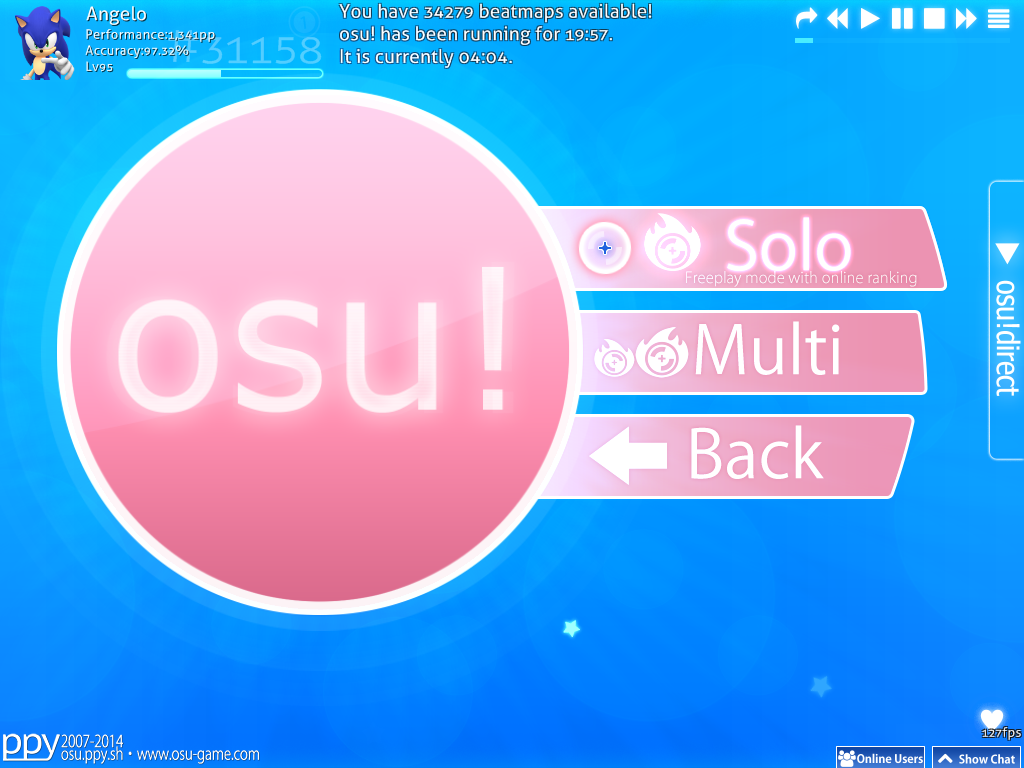 Angelo
Performance:1,341pp
Accuracy:97.32%
Lv95
#31158
You have 34279 beatmaps available!
osu! has been running for 19:57.
It is currently 04:04.
osu!
Solo
Freeplay mode with online ranking
Multi
Back
osu!direct
ppy 2007-2014
osu.ppy.sh • www.osu-game.com
127fps
Online Users
Show Chat